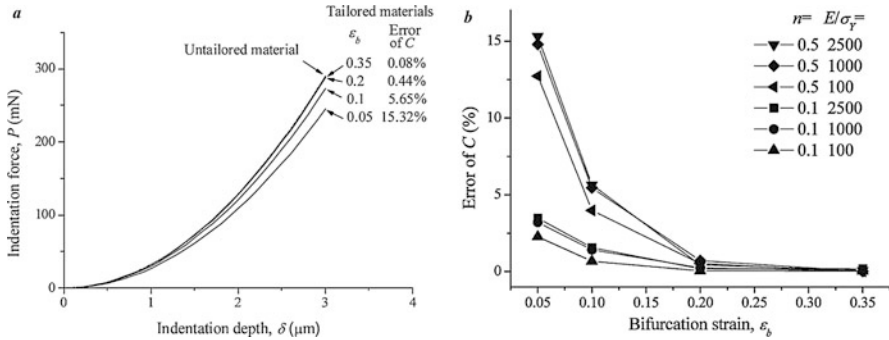 a
Tailored materials
εb Error of C
Untailored material
0.35 0.08%
0.2 0.44%
0.1 5.65%
0.05 15.32%
300
200
100
0
0 1 2 3 4
Indentation force, P (mN)
Indentation depth, δ (μm)
b
n= E/σY=
0.5 2500
0.5 1000
0.5 100
0.1 2500
0.1 1000
0.1 100
15
10
5
0
0.05 0.10 0.15 0.20 0.25 0.30 0.35
Error of C (%)
Bifurcation strain, εb